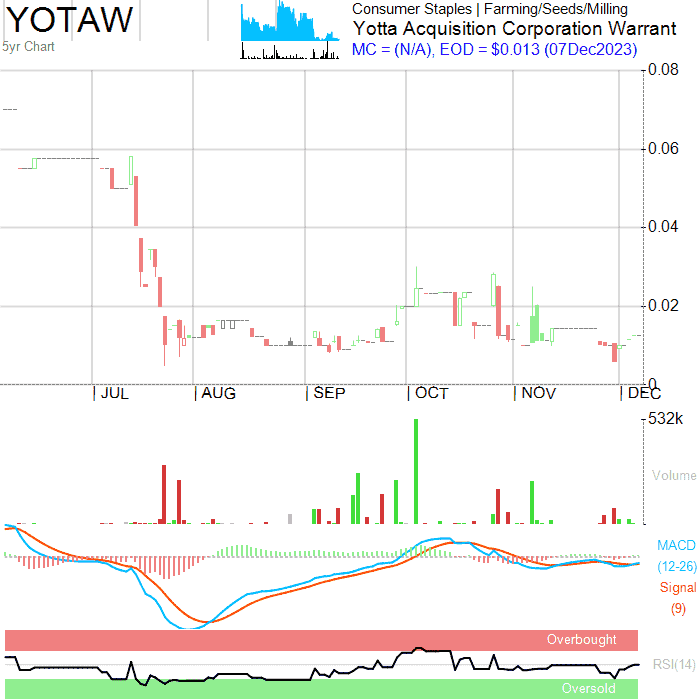 YOTAW
5yr Chart
Consumer Staples | Farming/Seeds/Milling
Yotta Acquisition Corporation Warrant
MC = (N/A), EOD = $0.013 (07Dec2023)
0.08
0.06
0.04
0.02
0
| JUL | AUG | SEP | OCT | NOV | DEC
532k
Volume
MACD
(12-26)
Signal
(9)
Overbought
RSI(14)
Oversold